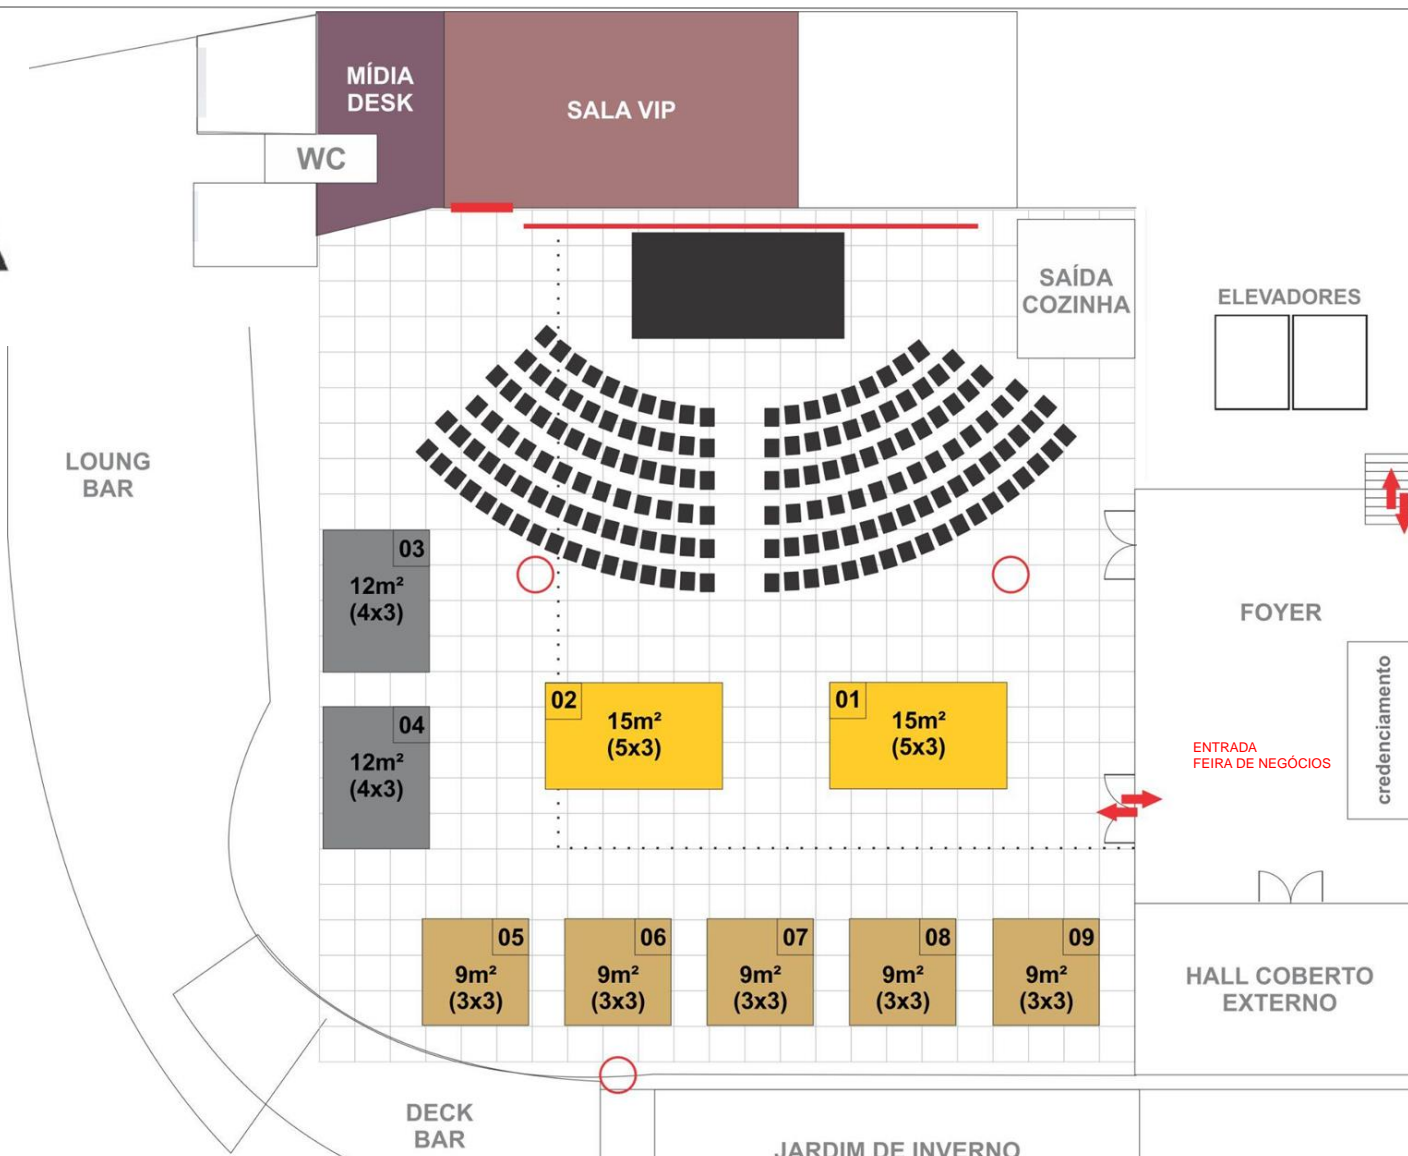 MÍDIA
DESK
SALA VIP
WC
SAÍDA
COZINHA
ELEVADORES
LOUNG
BAR
03
12m²
(4x3)
FOYER
04
12m²
(4x3)
02
15m²
(5x3)
01
15m²
(5x3)
ENTRADA
FEIRA DE NEGÓCIOS
credenciamento
05
9m²
(3x3)
06
9m²
(3x3)
07
9m²
(3x3)
08
9m²
(3x3)
09
9m²
(3x3)
HALL COBERTO
EXTERNO
DECK
BAR
JARDIM DE INVERNO